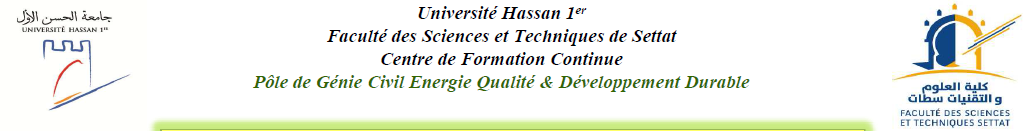 جامعة الحسن الأول
UNIVERSITÉ HASSAN 1er
Université Hassan 1er
Faculté des Sciences et Techniques de Settat
Centre de Formation Continue
Pôle de Génie Civil Energie Qualité & Développement Durable
كلية العلوم
و التقنيات سطات
FACULTÉ DES SCIENCES
ET TECHNIQUES SETTAT